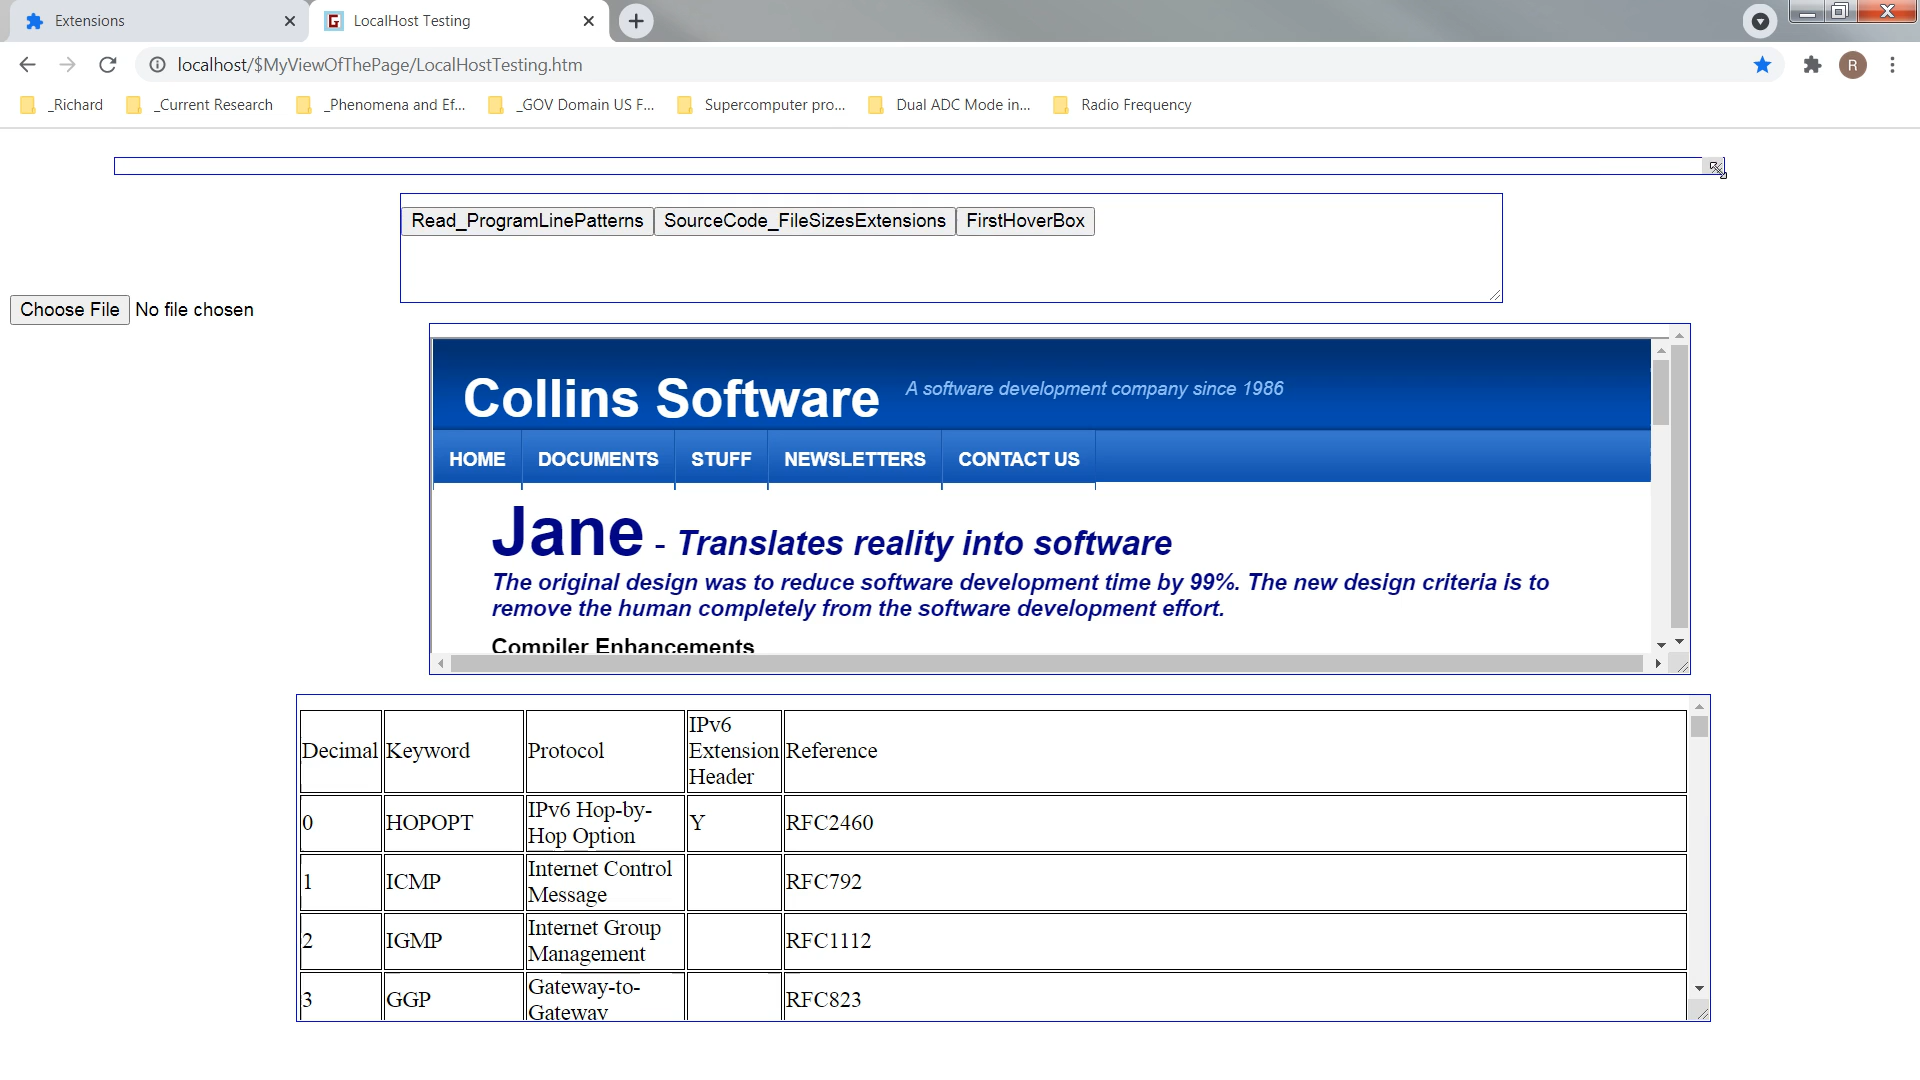 Extensions
LocalHost Testing
localhost/$MyViewOfThePage/LocalHostTesting.htm
R
_Richard
_Current Research
_Phenomena and Ef...
_GOV Domain US F...
Supercomputer pro...
Dual ADC Mode in...
Radio Frequency
Read_ProgramLinePatterns SourceCode_FileSizesExtensions FirstHoverBox
Choose File No file chosen
Collins Software A software development company since 1986
HOME DOCUMENTS STUFF NEWSLETTERS CONTACT US
Jane - Translates reality into software
The original design was to reduce software development time by 99%. The new design criteria is to
remove the human completely from the software development effort.
Compiler Enhancements
Decimal Keyword Protocol IPv6 Extension Header Reference
0 HOPOPT IPv6 Hop-by-Hop Option Y RFC2460
1 ICMP Internet Control Message RFC792
2 IGMP Internet Group Management RFC1112
3 GGP Gateway-to-Gateway RFC823